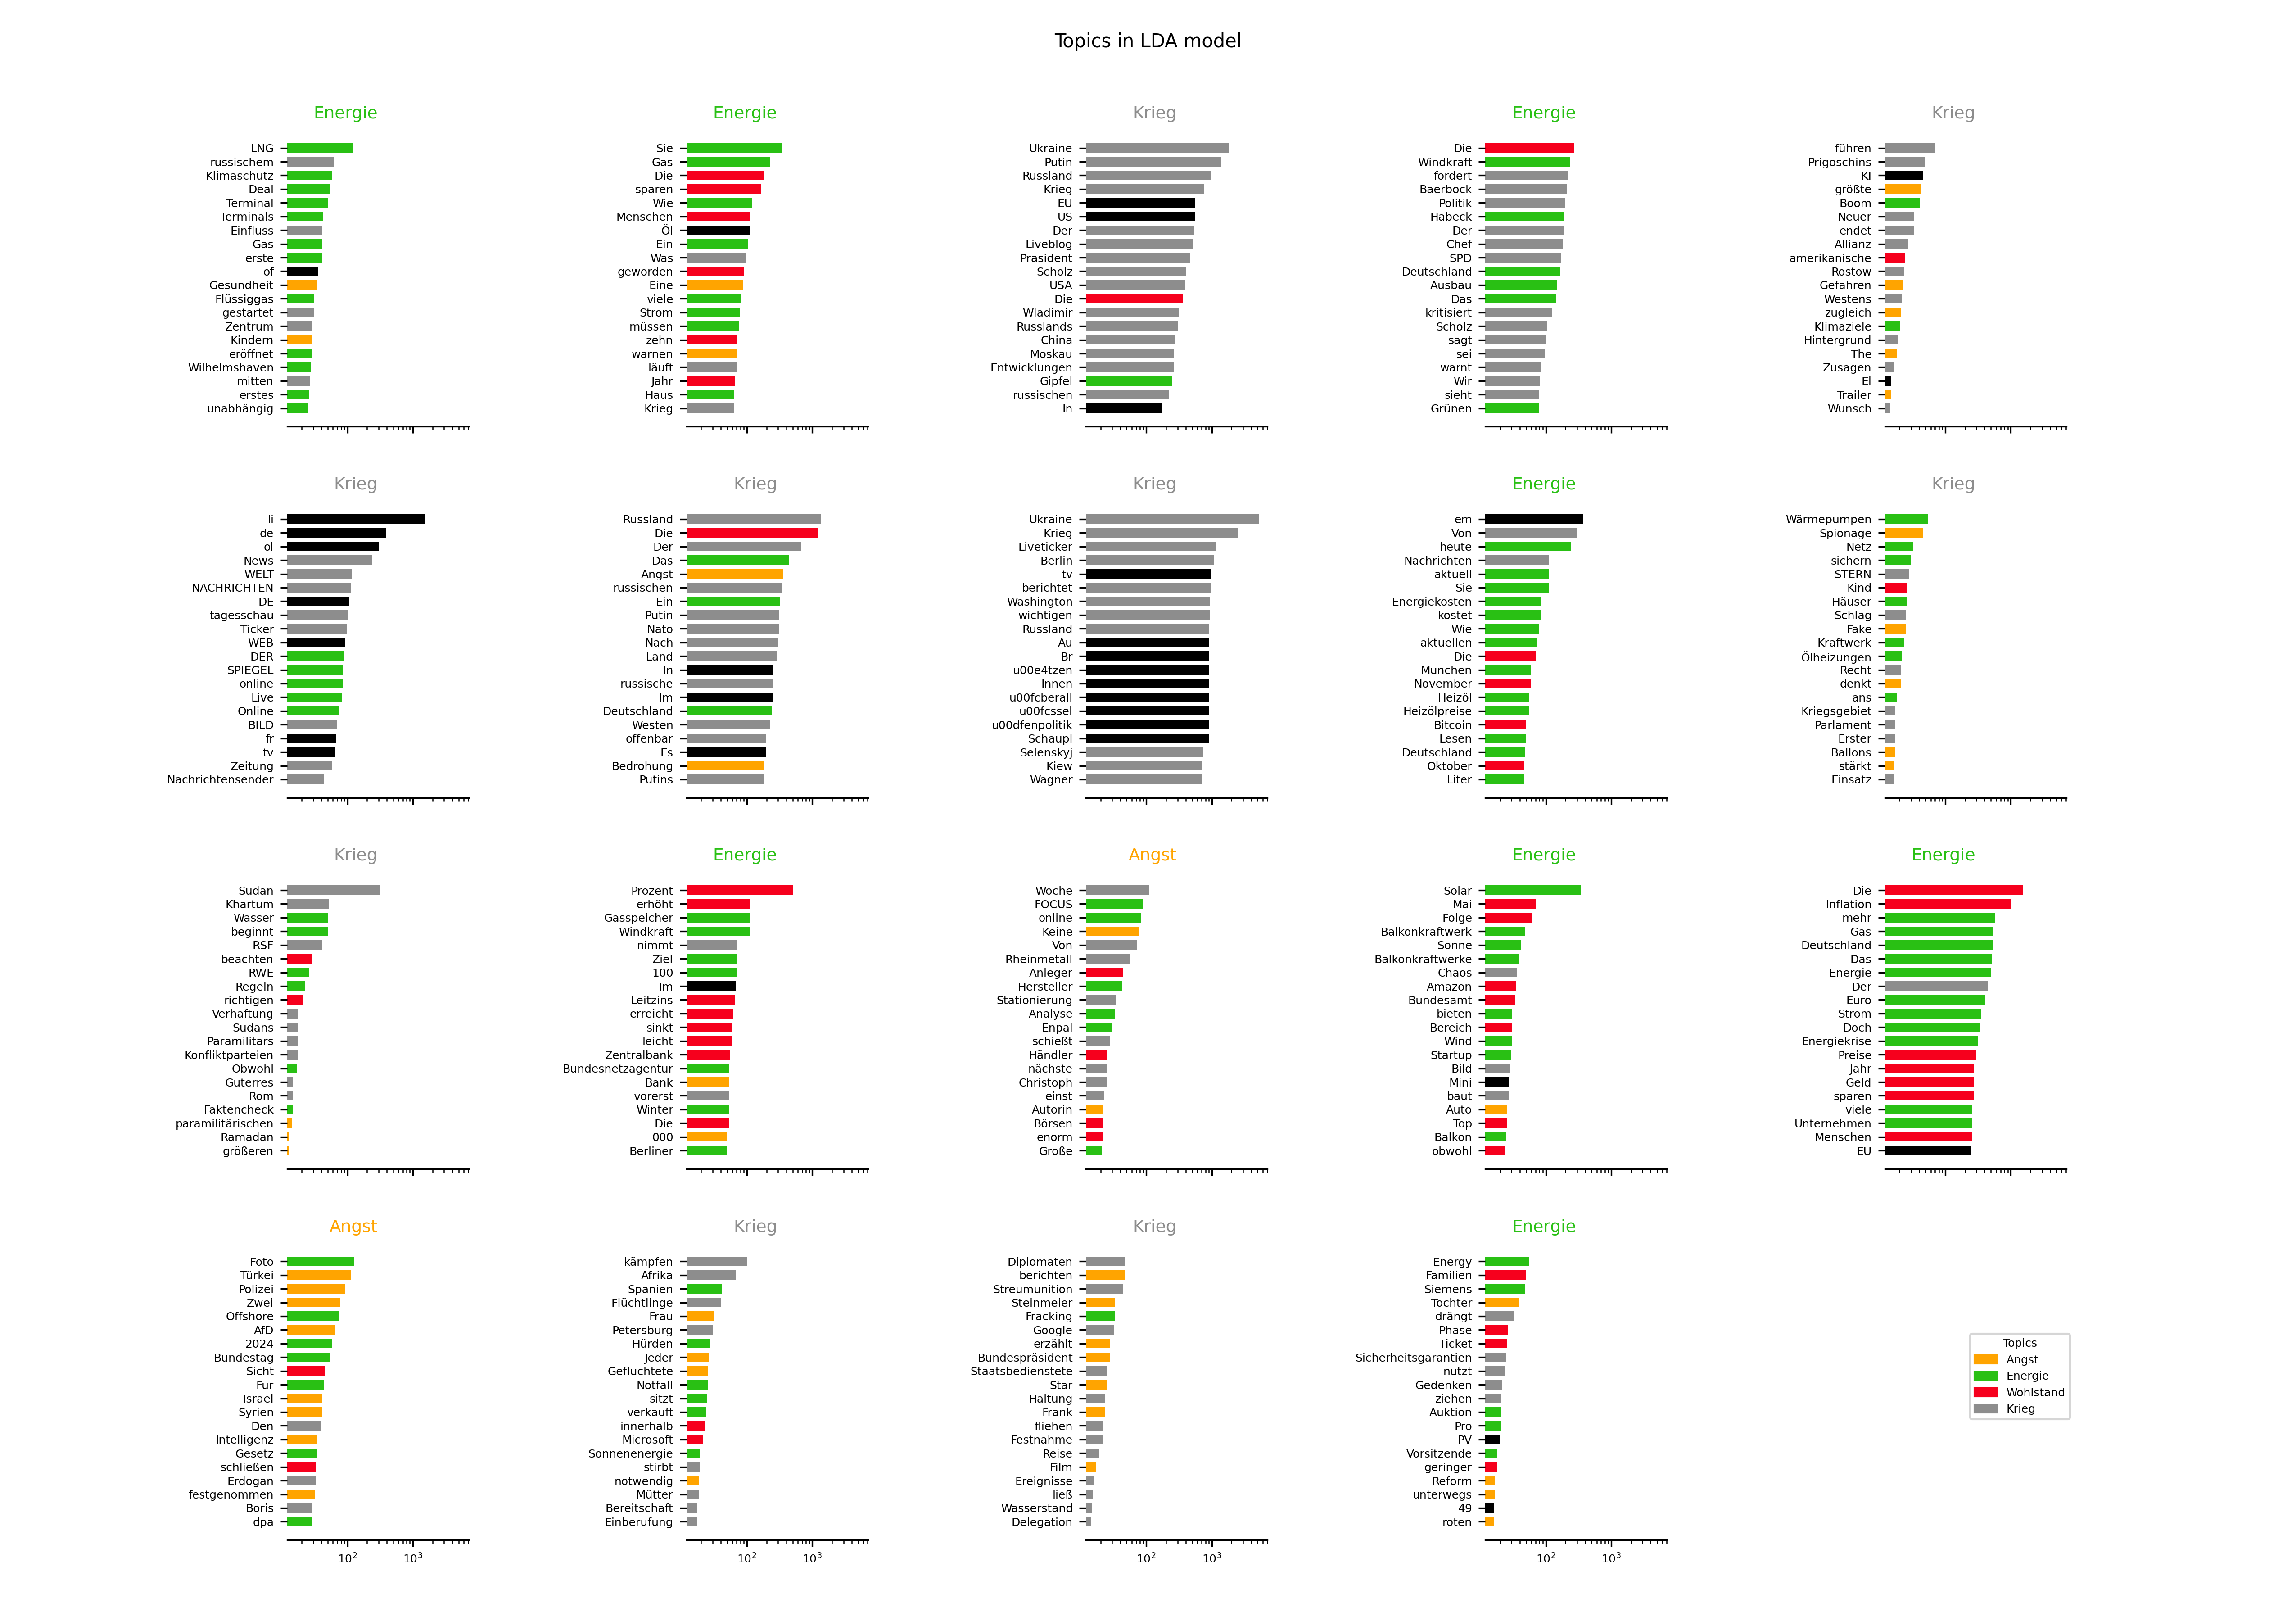 Topics in LDA model
Energie
LNG
russischem
Klimaschutz
Deal
Terminal
Terminals
Einfluss
Gas
erste
of
Gesundheit
Flüssiggas
gestartet
Zentrum
Kindern
eröffnet
Wilhelmshaven
mitten
erstes
unabhängig
Energie
Sie
Gas
Die
sparen
Wie
Menschen
Öl
Ein
Was
geworden
Eine
viele
Strom
müssen
zehn
warnen
läuft
Jahr
Haus
Krieg
Krieg
Ukraine
Putin
Russland
Krieg
EU
US
Der
Liveblog
Präsident
Scholz
USA
Die
Wladimir
Russlands
China
Moskau
Entwicklungen
Gipfel
russischen
In
Energie
Die
Windkraft
fordert
Baerbock
Politik
Habeck
Der
Chef
SPD
Deutschland
Ausbau
Das
kritisiert
Scholz
sagt
sei
warnt
Wir
sieht
Grünen
Krieg
führen
Prigoschins
KI
größte
Boom
Neuer
endet
Allianz
amerikanische
Rostow
Gefahren
Westens
zugleich
Klimaziele
Hintergrund
The
Zusagen
El
Trailer
Wunsch
Krieg
li
de
ol
News
WELT
NACHRICHTEN
DE
tagesschau
Ticker
WEB
DER
SPIEGEL
online
Live
Online
BILD
fr
tv
Zeitung
Nachrichtensender
Krieg
Russland
Die
Der
Das
Angst
russischen
Ein
Putin
Nato
Nach
Land
In
russische
Im
Deutschland
Westen
offenbar
Es
Bedrohung
Putins
Krieg
Ukraine
Krieg
Liveticker
Berlin
tv
berichtet
Washington
wichtigen
Russland
Au
Br
u00e4tzen
Innen
u00fcberall
u00fcssel
u00dfenpolitik
Schaupl
Selenskyj
Kiew
Wagner
Energie
em
Von
heute
Nachrichten
aktuell
Sie
Energiekosten
kostet
Wie
aktuellen
Die
München
November
Heizöl
Heizölpreise
Bitcoin
Lesen
Deutschland
Oktober
Liter
Krieg
Wärmepumpen
Spionage
Netz
sichern
STERN
Kind
Häuser
Schlag
Fake
Kraftwerk
Ölheizungen
Recht
denkt
ans
Kriegsgebiet
Parlament
Erster
Ballons
stärkt
Einsatz
Krieg
Sudan
Khartum
Wasser
beginnt
RSF
beachten
RWE
Regeln
richtigen
Verhaftung
Sudans
Paramilitärs
Konfliktparteien
Obwohl
Guterres
Rom
Faktencheck
paramilitärischen
Ramadan
größeren
Energie
Prozent
erhöht
Gasspeicher
Windkraft
nimmt
Ziel
100
Im
Leitzins
erreicht
sinkt
leicht
Zentralbank
Bundesnetzagentur
Bank
vorerst
Winter
Die
000
Berliner
Angst
Woche
FOCUS
online
Keine
Von
Rheinmetall
Anleger
Hersteller
Stationierung
Analyse
Enpal
schießt
Händler
nächste
Christoph
einst
Autorin
Börsen
enorm
Große
Energie
Solar
Mai
Folge
Balkonkraftwerk
Sonne
Balkonkraftwerke
Chaos
Amazon
Bundesamt
bieten
Bereich
Wind
Startup
Bild
Mini
baut
Auto
Top
Balkon
obwohl
Energie
Die
Inflation
mehr
Gas
Deutschland
Das
Energie
Der
Euro
Strom
Doch
Energiekrise
Preise
Jahr
Geld
sparen
viele
Unternehmen
Menschen
EU
Angst
Foto
Türkei
Polizei
Zwei
Offshore
AfD
2024
Bundestag
Sicht
Für
Israel
Syrien
Den
Intelligenz
Gesetz
schließen
Erdogan
festgenommen
Boris
dpa
10² 10³
Krieg
kämpfen
Afrika
Spanien
Flüchtlinge
Frau
Petersburg
Hürden
Jeder
Geflüchtete
Notfall
sitzt
verkauft
innerhalb
Microsoft
Sonnenenergie
stirbt
notwendig
Mütter
Bereitschaft
Einberufung
10² 10³
Krieg
Diplomaten
berichten
Streumunition
Steinmeier
Fracking
Google
erzählt
Bundespräsident
Staatsbedienstete
Star
Haltung
Frank
fliehen
Festnahme
Reise
Film
Ereignisse
ließ
Wasserstand
Delegation
10² 10³
Energie
Energy
Familien
Siemens
Tochter
drängt
Phase
Ticket
Sicherheitsgarantien
nutzt
Gedenken
ziehen
Auktion
Pro
PV
Vorsitzende
geringer
Reform
unterwegs
49
roten
10² 10³
Topics
Angst
Energie
Wohlstand
Krieg